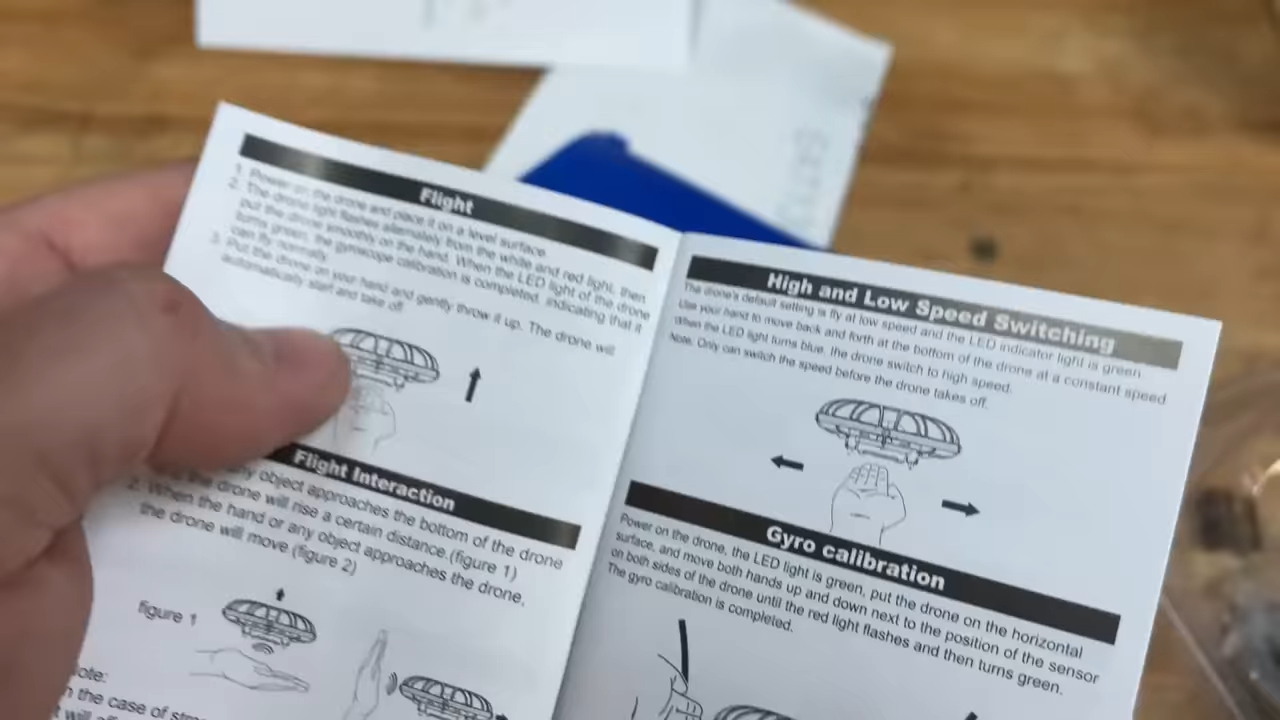 Flight
1. Power on the drone and place it on a level surface.
2. The drone light flashes alternately from the white and red light, then
put the drone smoothly on the hand. When the LED light of the drone
turns green, the gyroscope calibration is completed, indicating that it
can fly normally.
3. Put the drone on your hand and gently throw it up. The drone will
automatically start and take off.
Flight Interaction
any object approaches the bottom of the drone
the drone will rise a certain distance.(figure 1)
2. When the hand or any object approaches the drone,
the drone will move (figure 2)
figure 1
ote:
n the case of
High and Low Speed Switching
The drone's default setting is fly at low speed and the LED indicator light is green.
Use your hand to move back and forth at the bottom of the drone at a constant speed
When the LED light turns blue, the drone switch to high speed.
Note: Only can switch the speed before the drone takes off.
Gyro calibration
Power on the drone, the LED light is green, put the drone on the horizontal
surface, and move both hands up and down next to the position of the sensor
on both sides of the drone until the red light flashes and then turns green.
The gyro calibration is completed.